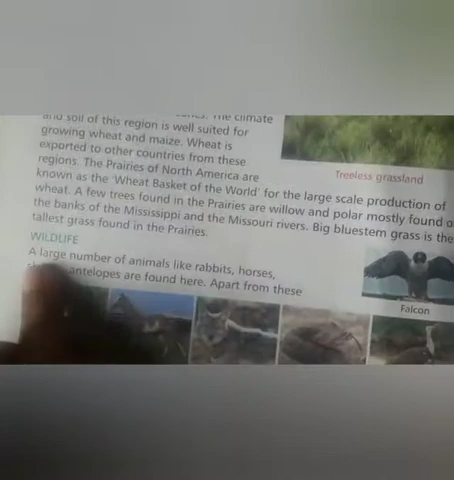 The climate
and soil of this region is well suited for
growing wheat and maize. Wheat is
exported to other countries from these
regions. The Prairies of North America are
known as the 'Wheat Basket of the World' for the large scale production of
wheat. A few trees found in the Prairies are willow and polar mostly found o
the banks of the Mississippi and the Missouri rivers. Big bluestem grass is the
tallest grass found in the Prairies.
Treeless grassland
WILDLIFE
A large number of animals like rabbits, horses,
antelopes are found here. Apart from these
Falcon